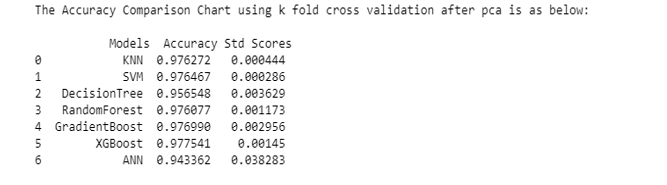 The Accuracy Comparison Chart using k fold cross validation after pca is as below:
Models Accuracy Std Scores
0 KNN 0.976272 0.000444
1 SVM 0.976467 0.000286
2 DecisionTree 0.956548 0.003629
3 RandomForest 0.976077 0.001173
4 GradientBoost 0.976990 0.002956
5 XGBoost 0.977541 0.00145
6 ANN 0.943362 0.038283